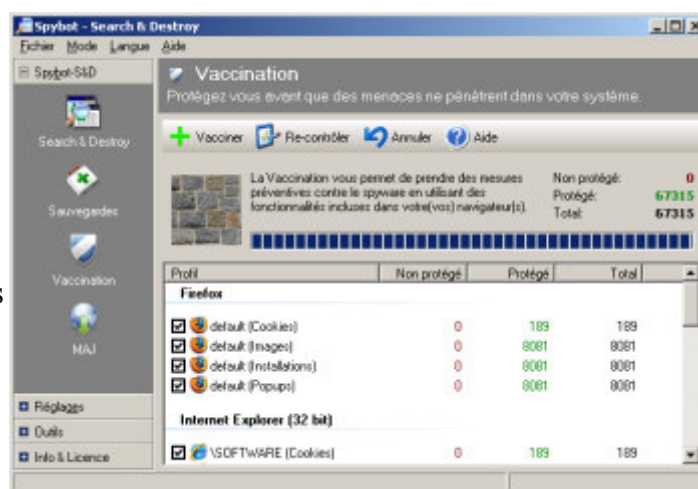 Spybot - Search & Destroy
Fichier Mode Langue Aide
Spybot-S&D
Search & Destroy
Sauvegardes
Vaccination
MAJ
Réglages
Outils
Info & Licence
Vaccination
Protégez vous avant que des menaces ne pénètrent dans votre système.
Vacciner Re-contrôler Annuler Aide
La Vaccination vous permet de prendre des mesures
préventives contre le spyware en utilisant des
fonctionnalités incluses dans votre(vos) navigateur(s).
Non protégé: 0
Protégé: 67315
Total: 67315
Profil Non protégé Protégé Total
Firefox
default (Cookies) 0 189 189
default (Images) 0 8081 8081
default (Installations) 0 8081 8081
default (Popups) 0 8081 8081
Internet Explorer (32 bit)
\SOFTWARE (Cookies) 0 189 189
s